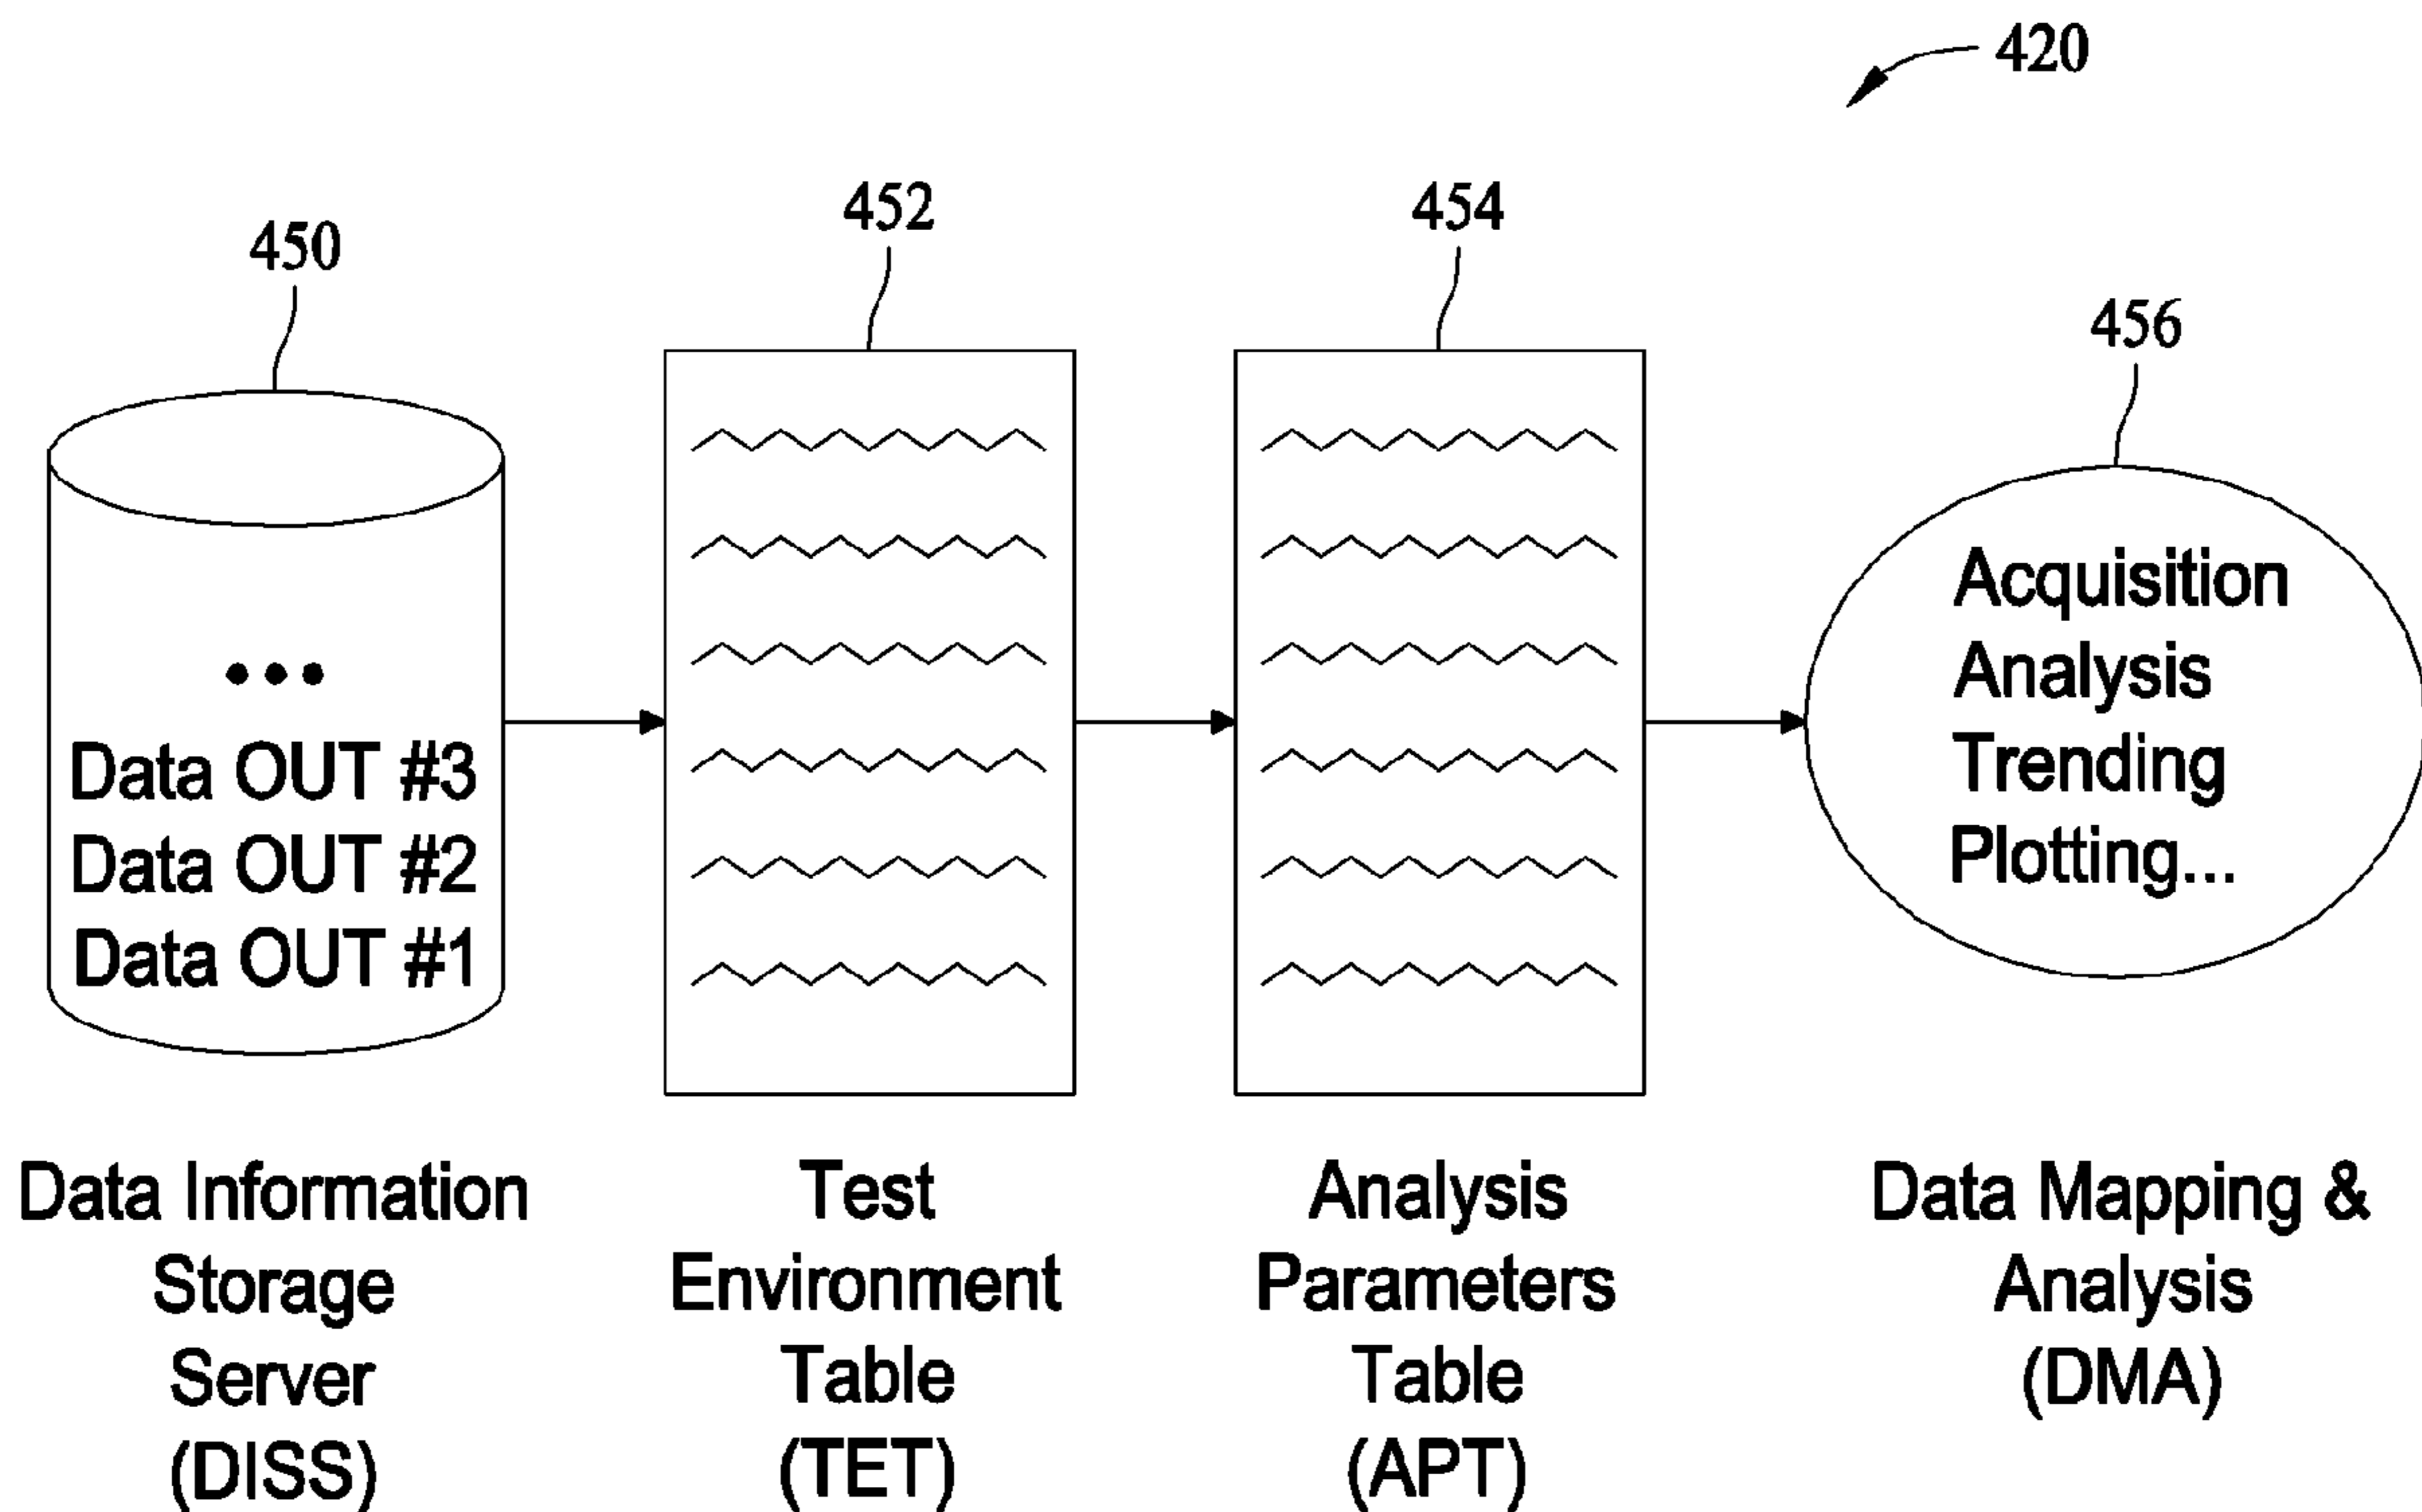 420
450
452
454
456
...
Data OUT #3
Data OUT #2
Data OUT #1
Acquisition
Analysis
Trending
Plotting...
Data Information
Storage
Server
(DISS)
Test
Environment
Table
(TET)
Analysis
Parameters
Table
(APT)
Data Mapping &
Analysis
(DMA)